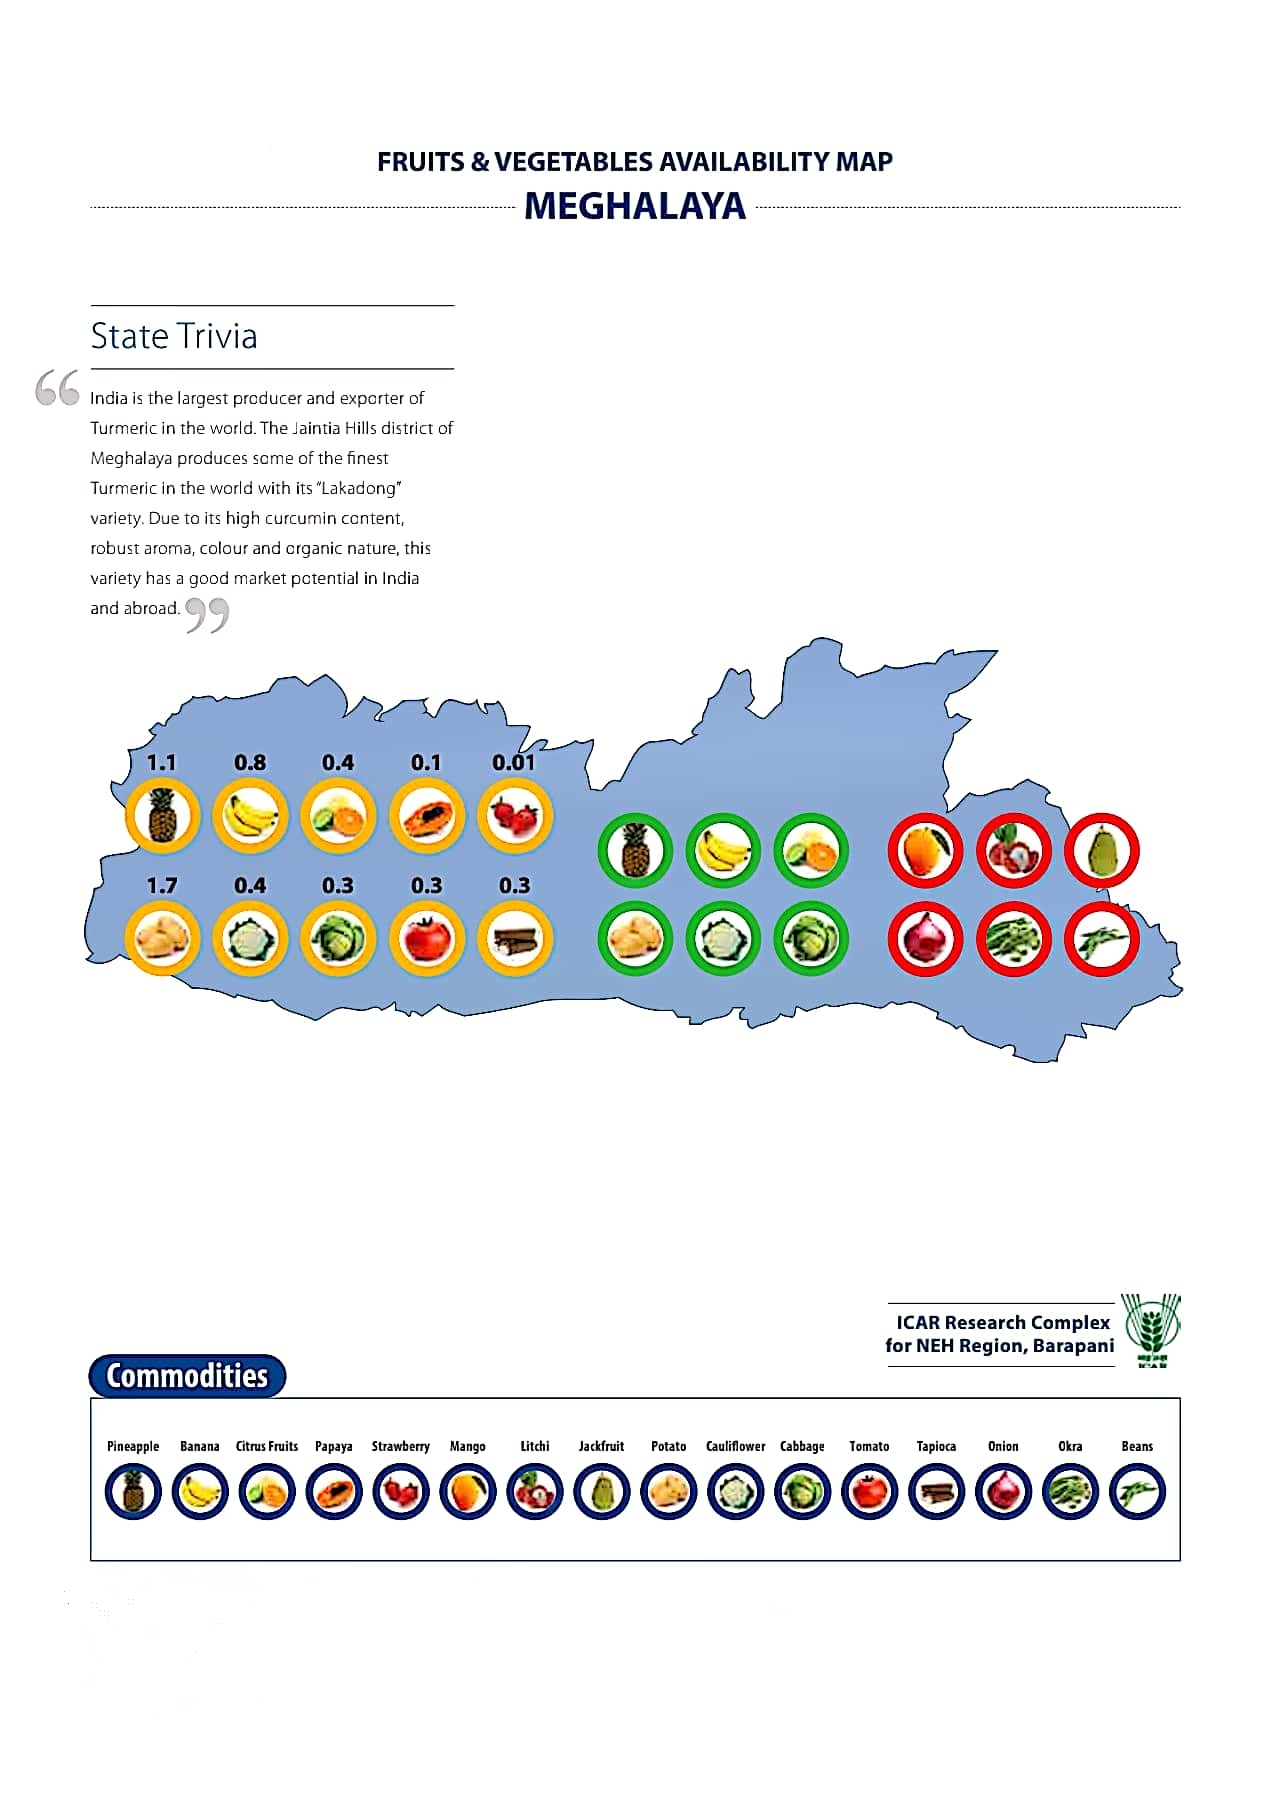 FRUITS & VEGETABLES AVAILABILITY MAP
MEGHALAYA
State Trivia
“ India is the largest producer and exporter of
Turmeric in the world. The Jaintia Hills district of
Meghalaya produces some of the finest
Turmeric in the world with its “Lakadong”
variety. Due to its high curcumin content,
robust aroma, colour and organic nature, this
variety has a good market potential in India
and abroad. ”
1.1 0.8 0.4 0.1 0.01
1.7 0.4 0.3 0.3 0.3
ICAR Research Complex
for NEH Region, Barapani
ICAR
Commodities
Pineapple Banana Citrus Fruits Papaya Strawberry Mango Litchi Jackfruit Potato Cauliflower Cabbage Tomato Tapioca Onion Okra Beans